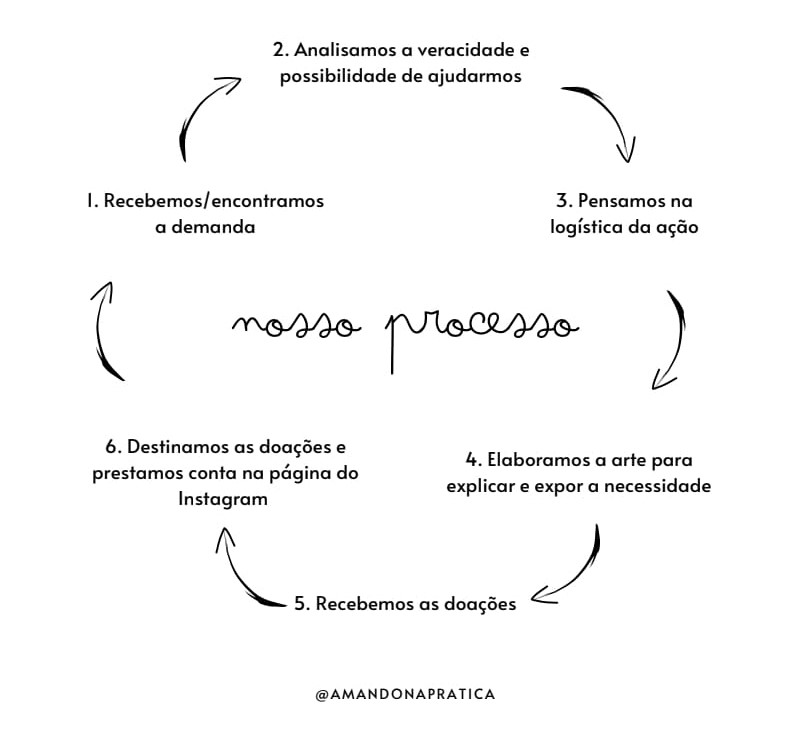 2. Analisamos a veracidade e
possibilidade de ajudarmos
1. Recebemos/encontramos
a demanda
3. Pensamos na
logística da ação
nosso processo
6. Destinamos as doações e
prestamos conta na página do
Instagram
4. Elaboramos a arte para
explicar e expor a necessidade
5. Recebemos as doações
@AMANDONAPRATICA